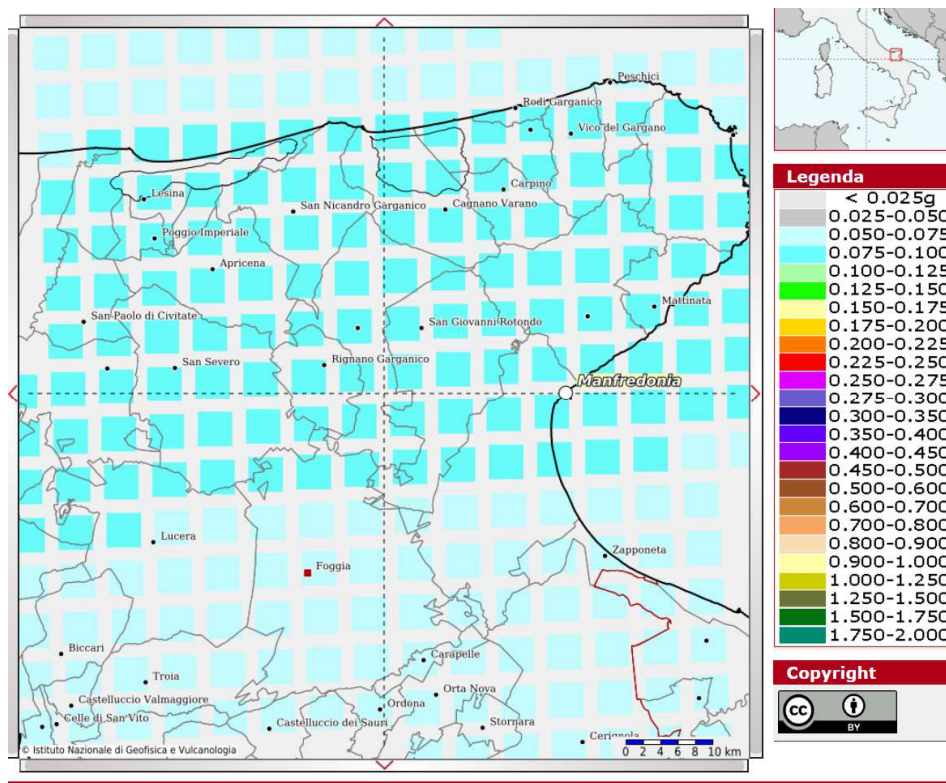 Peschici
Rodi Garganico
Vico del Gargano
Carpino
Lesina
San Nicandro Garganico
Cagnano Varano
Poggio Imperiale
Apricena
Mattinata
San Paolo di Civitate
San Giovanni Rotondo
San Severo
Rignano Garganico
Manfredonia
Lucera
Zapponeta
Foggia
Biccari
Carapelle
Troia
Orta Nova
Castelluccio Valmaggiore
Ordona
Celle di San Vito
Castelluccio dei Sauri
Stornara
Cerignola
© Istituto Nazionale di Geofisica e Vulcanologia
0 2 4 6 8 10 km
Legenda
< 0.025g
0.025-0.050
0.050-0.075
0.075-0.100
0.100-0.125
0.125-0.150
0.150-0.175
0.175-0.200
0.200-0.225
0.225-0.250
0.250-0.275
0.275-0.300
0.300-0.350
0.350-0.400
0.400-0.450
0.450-0.500
0.500-0.600
0.600-0.700
0.700-0.800
0.800-0.900
0.900-1.000
1.000-1.250
1.250-1.500
1.500-1.750
1.750-2.000
Copyright
cc
BY